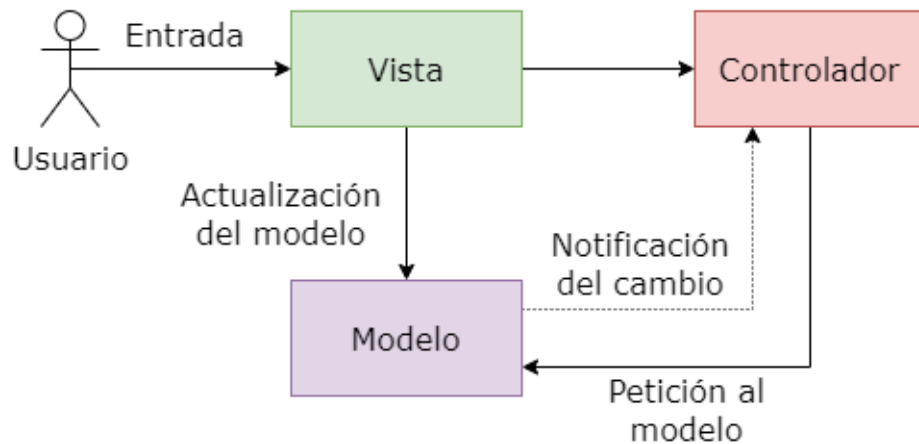 Entrada
Vista
Controlador
Usuario
Actualización
del modelo
Notificación
del cambio
Modelo
Petición al
modelo